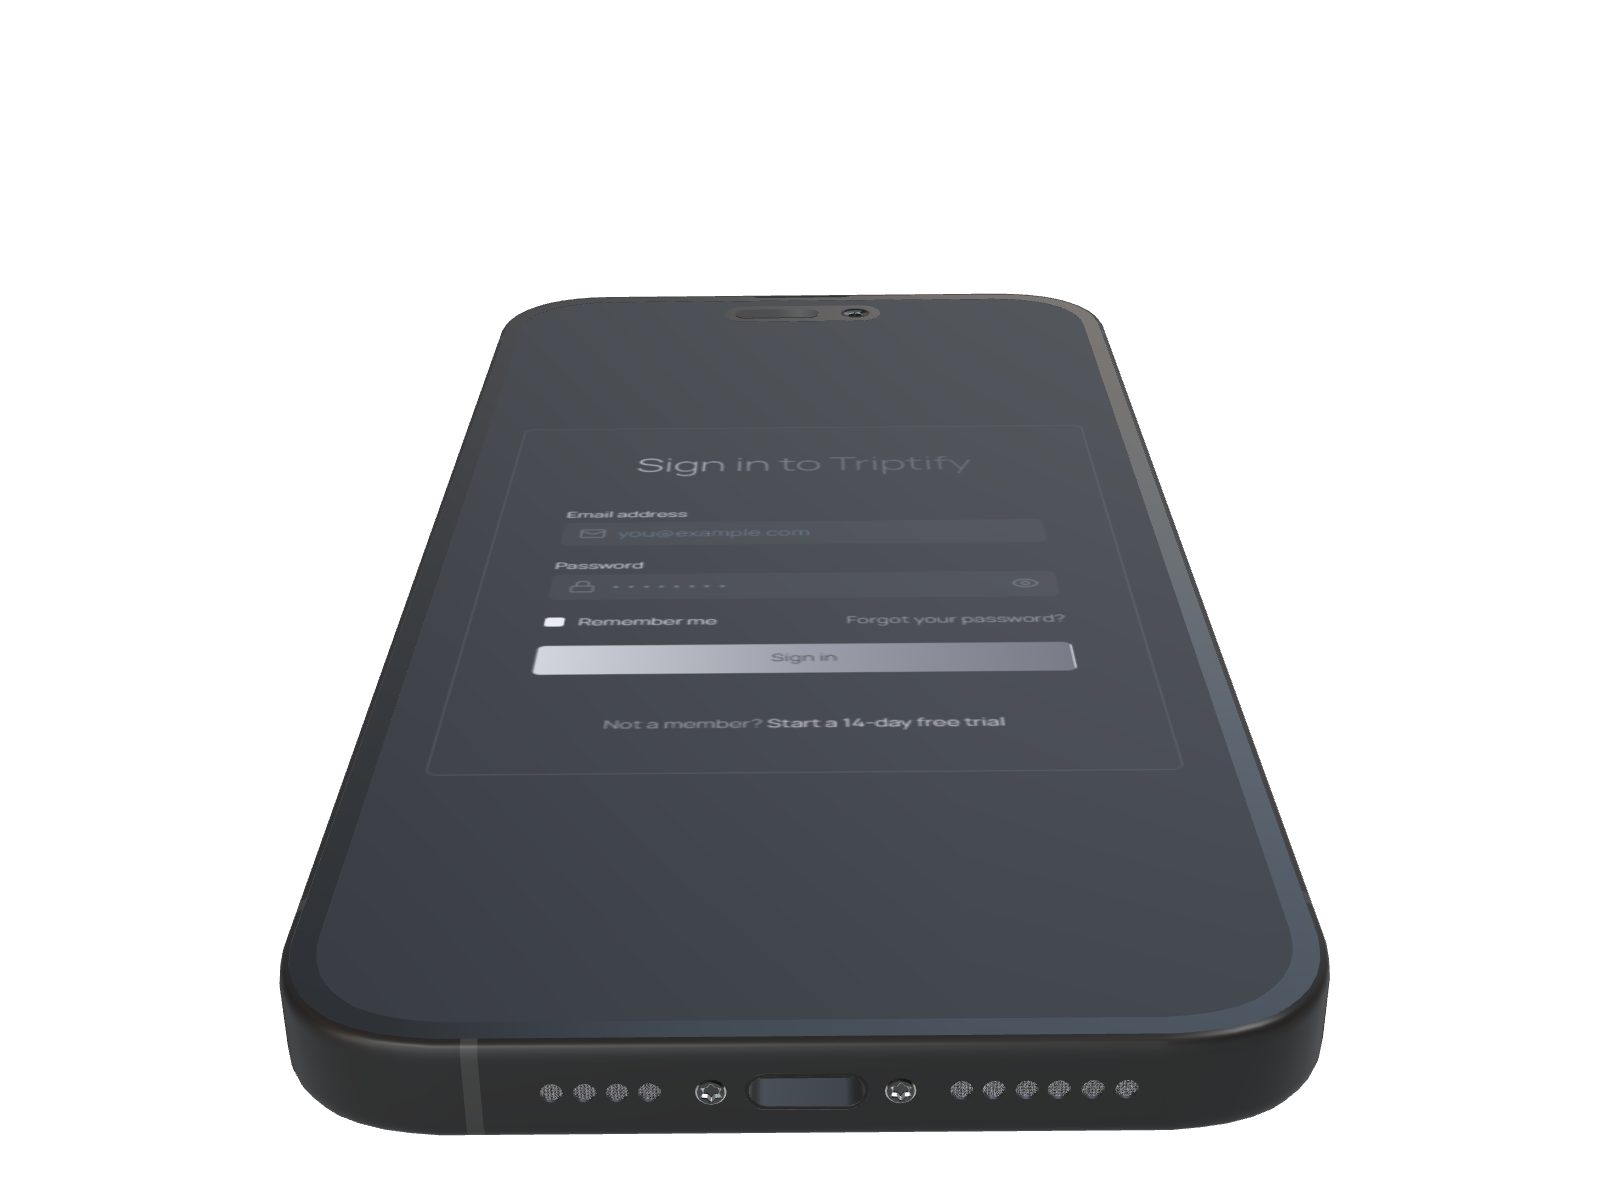 Sign in to Triptify
Email address
you@example.com
Password
••••••••
Remember me
Forgot your password?
Sign in
Not a member? Start a 14-day free trial